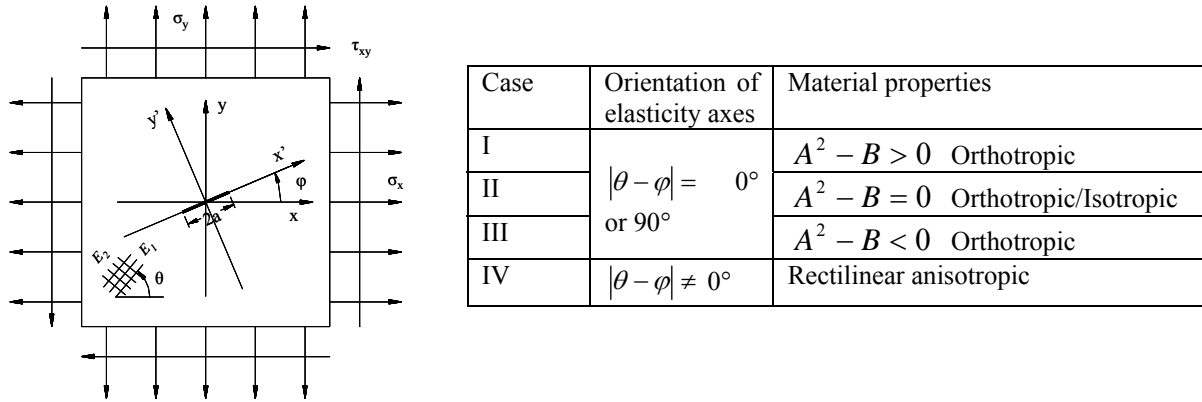 σy
τxy
y'
y
x'
φ
σx
x
2a
E2
E1
θ
Case
Orientation of
elasticity axes
Material properties
I
|θ − φ| = 0°
or 90°
A² − B > 0 Orthotropic
II
A² − B = 0 Orthotropic/Isotropic
III
A² − B < 0 Orthotropic
IV
|θ − φ| ≠ 0°
Rectilinear anisotropic